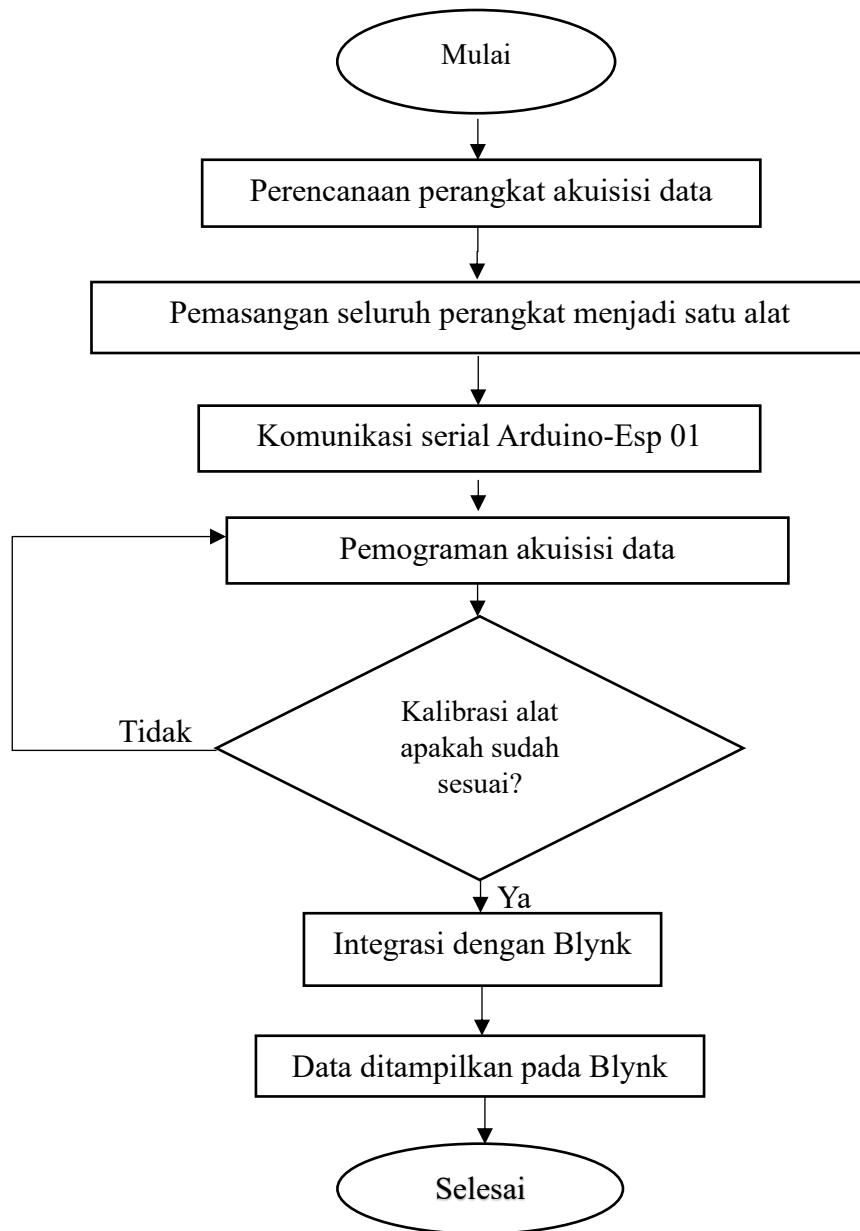 Mulai
Perencanaan perangkat akuisisi data
Pemasangan seluruh perangkat menjadi satu alat
Komunikasi serial Arduino-Esp 01
Pemograman akuisisi data
Kalibrasi alat
apakah sudah
sesuai?
Tidak
Ya
Integrasi dengan Blynk
Data ditampilkan pada Blynk
Selesai